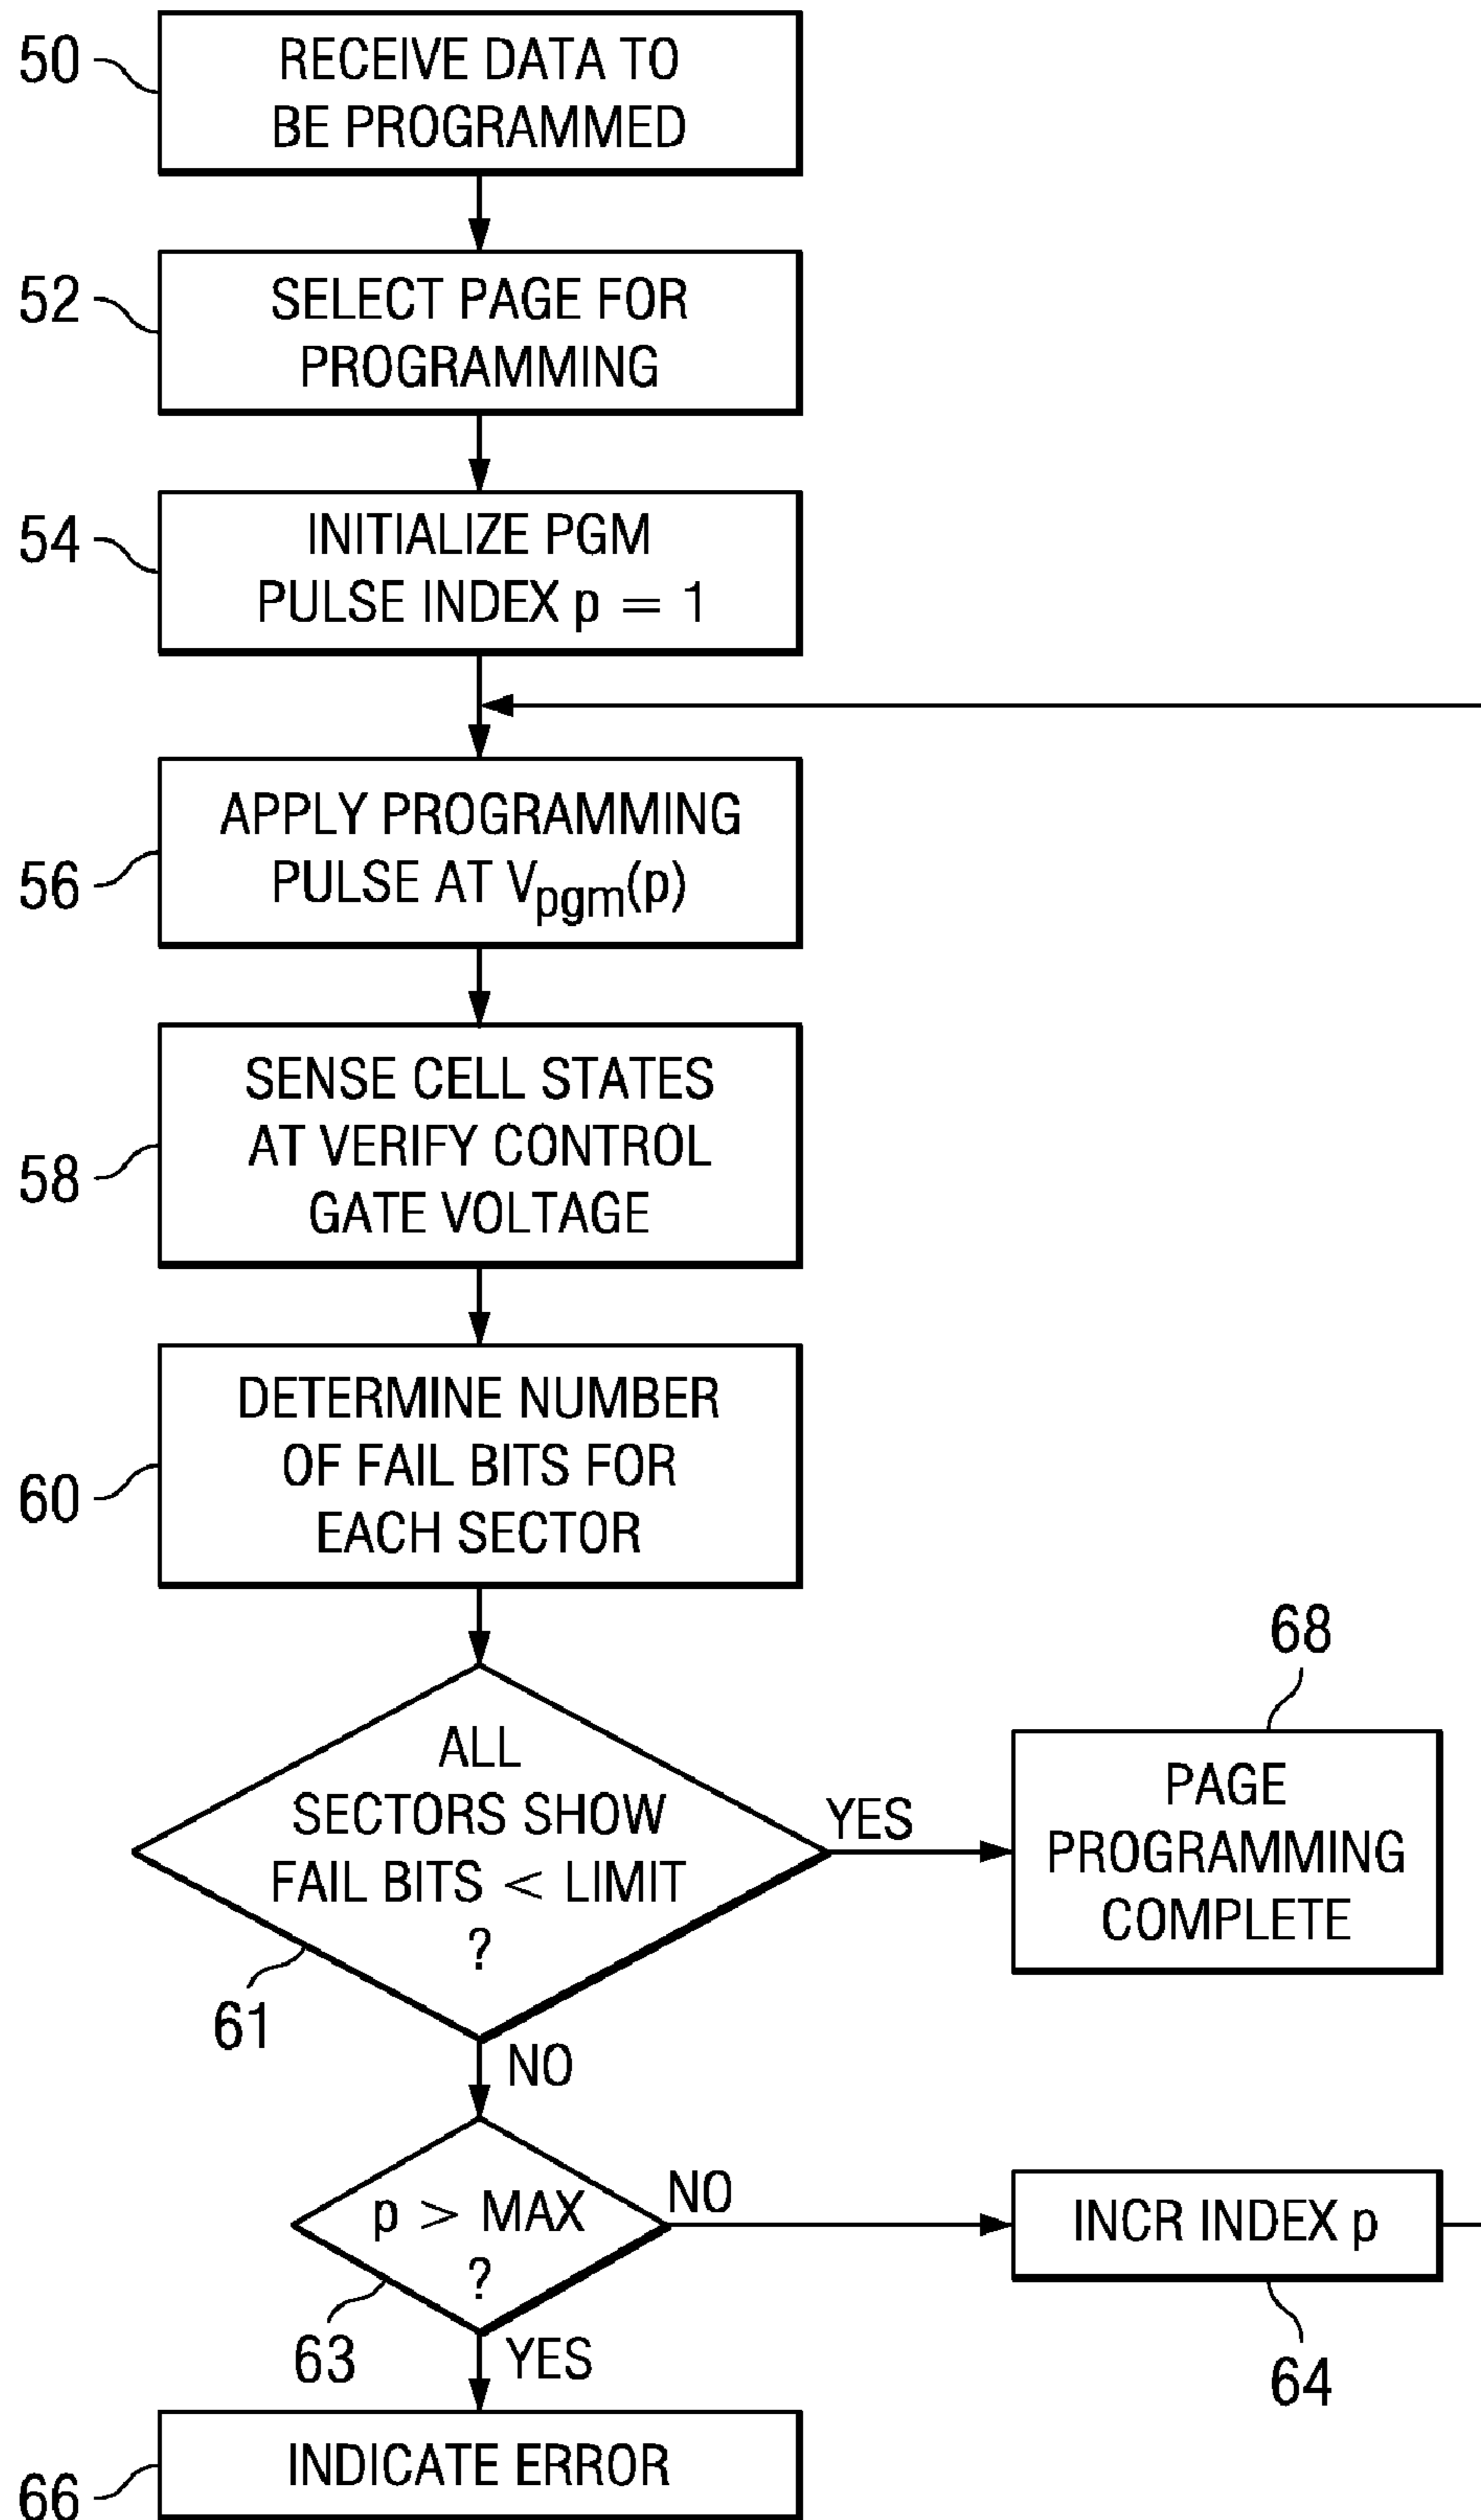 50
RECEIVE DATA TO
BE PROGRAMMED
52
SELECT PAGE FOR
PROGRAMMING
54
INITIALIZE PGM
PULSE INDEX p = 1
56
APPLY PROGRAMMING
PULSE AT Vpgm(p)
58
SENSE CELL STATES
AT VERIFY CONTROL
GATE VOLTAGE
60
DETERMINE NUMBER
OF FAIL BITS FOR
EACH SECTOR
61
ALL
SECTORS SHOW
FAIL BITS < LIMIT
?
YES
68
PAGE
PROGRAMMING
COMPLETE
NO
63
p > MAX
?
NO
INCR INDEX p
64
YES
66
INDICATE ERROR